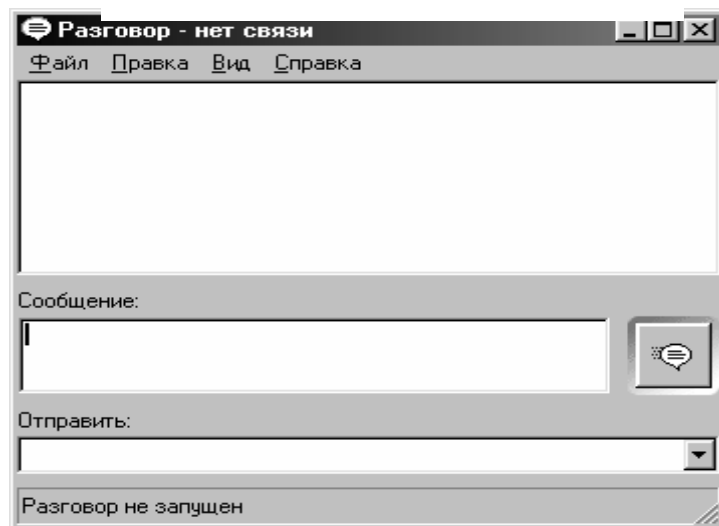 Разговор - нет связи
Файл Правка Вид Справка
Сообщение:
Отправить:
Разговор не запущен